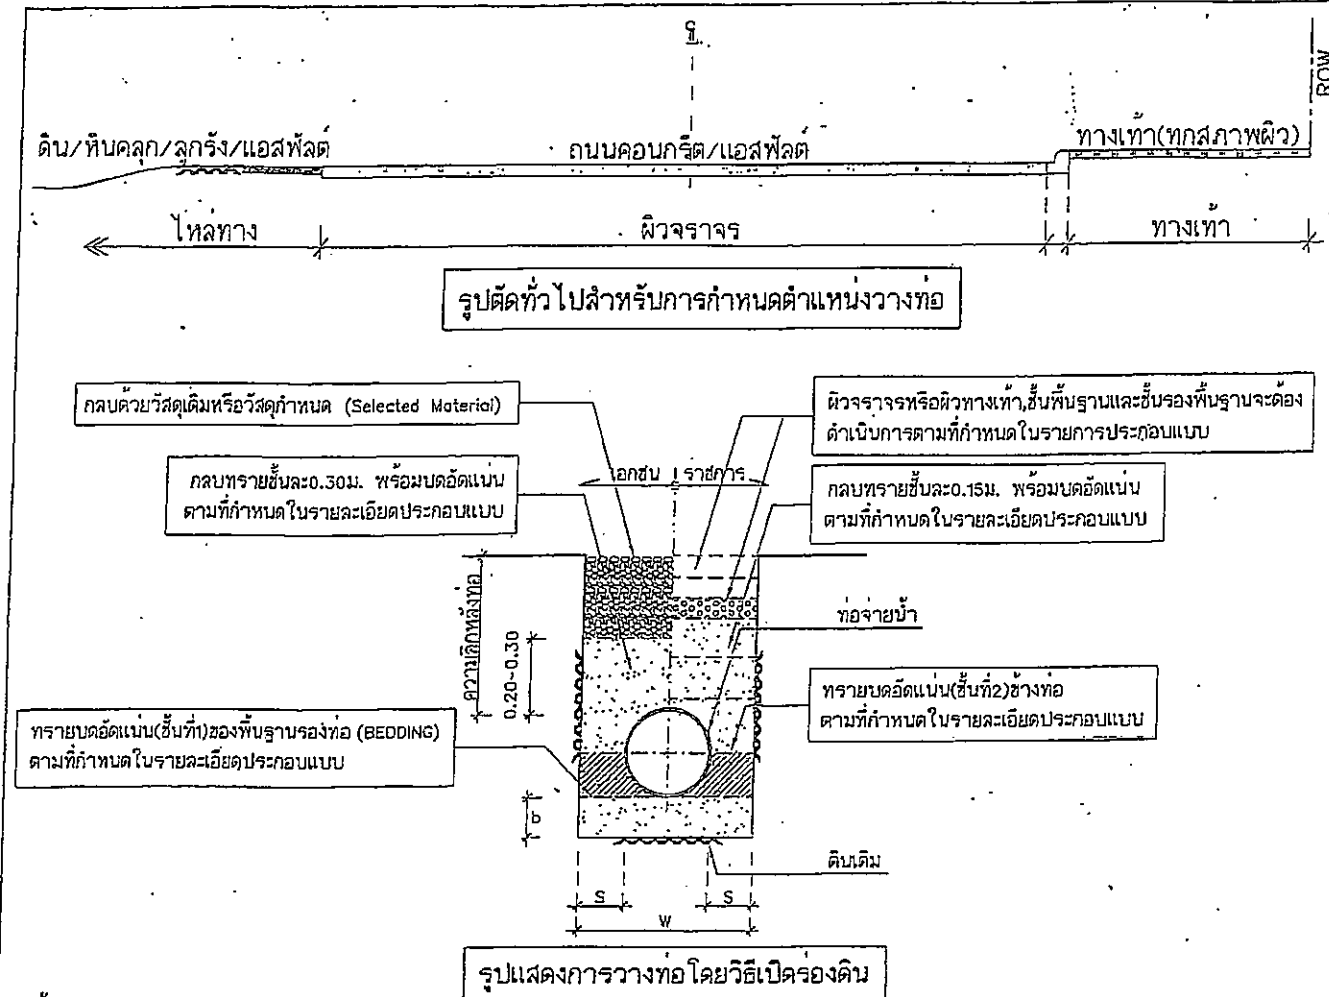 ℄
ROW
ดิน/หินคลุก/ลูกรัง/แอสฟัลต์
ถนนคอนกรีต/แอสฟัลต์
ทางเท้า(ทุกสภาพผิว)
ไหล่ทาง
ผิวจราจร
ทางเท้า
รูปตัดทั่วไปสำหรับการกำหนดตำแหน่งวางท่อ
กลบด้วยวัสดุเดิมหรือวัสดุกำหนด (Selected Material)
ผิวจราจรหรือผิวทางเท้า,ชั้นพื้นฐานและชั้นรองพื้นฐานจะต้อง
ดำเนินการตามที่กำหนดในรายการประกอบแบบ
เอกชน
ราชการ
กลบทรายชั้นละ0.30ม. พร้อมบดอัดแน่น
ตามที่กำหนดในรายละเอียดประกอบแบบ
กลบทรายชั้นละ0.15ม. พร้อมบดอัดแน่น
ตามที่กำหนดในรายละเอียดประกอบแบบ
ความลึกหลังท่อ
0.20-0.30
ท่อจ่ายน้ำ
ทรายบดอัดแน่น(ชั้นที่2)ข้างท่อ
ตามที่กำหนดในรายละเอียดประกอบแบบ
ทรายบดอัดแน่น(ชั้นที่1)ของพื้นฐานรองท่อ (BEDDING)
ตามที่กำหนดในรายละเอียดประกอบแบบ
b
ดินเดิม
S
S
W
รูปแสดงการวางท่อโดยวิธีเปิดร่องดิน